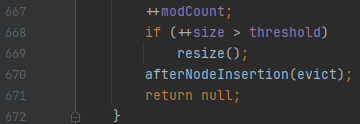 667 ++modCount;
668 if (++size > threshold)
669 resize();
670 afterNodeInsertion(evict);
671 return null;
672 }